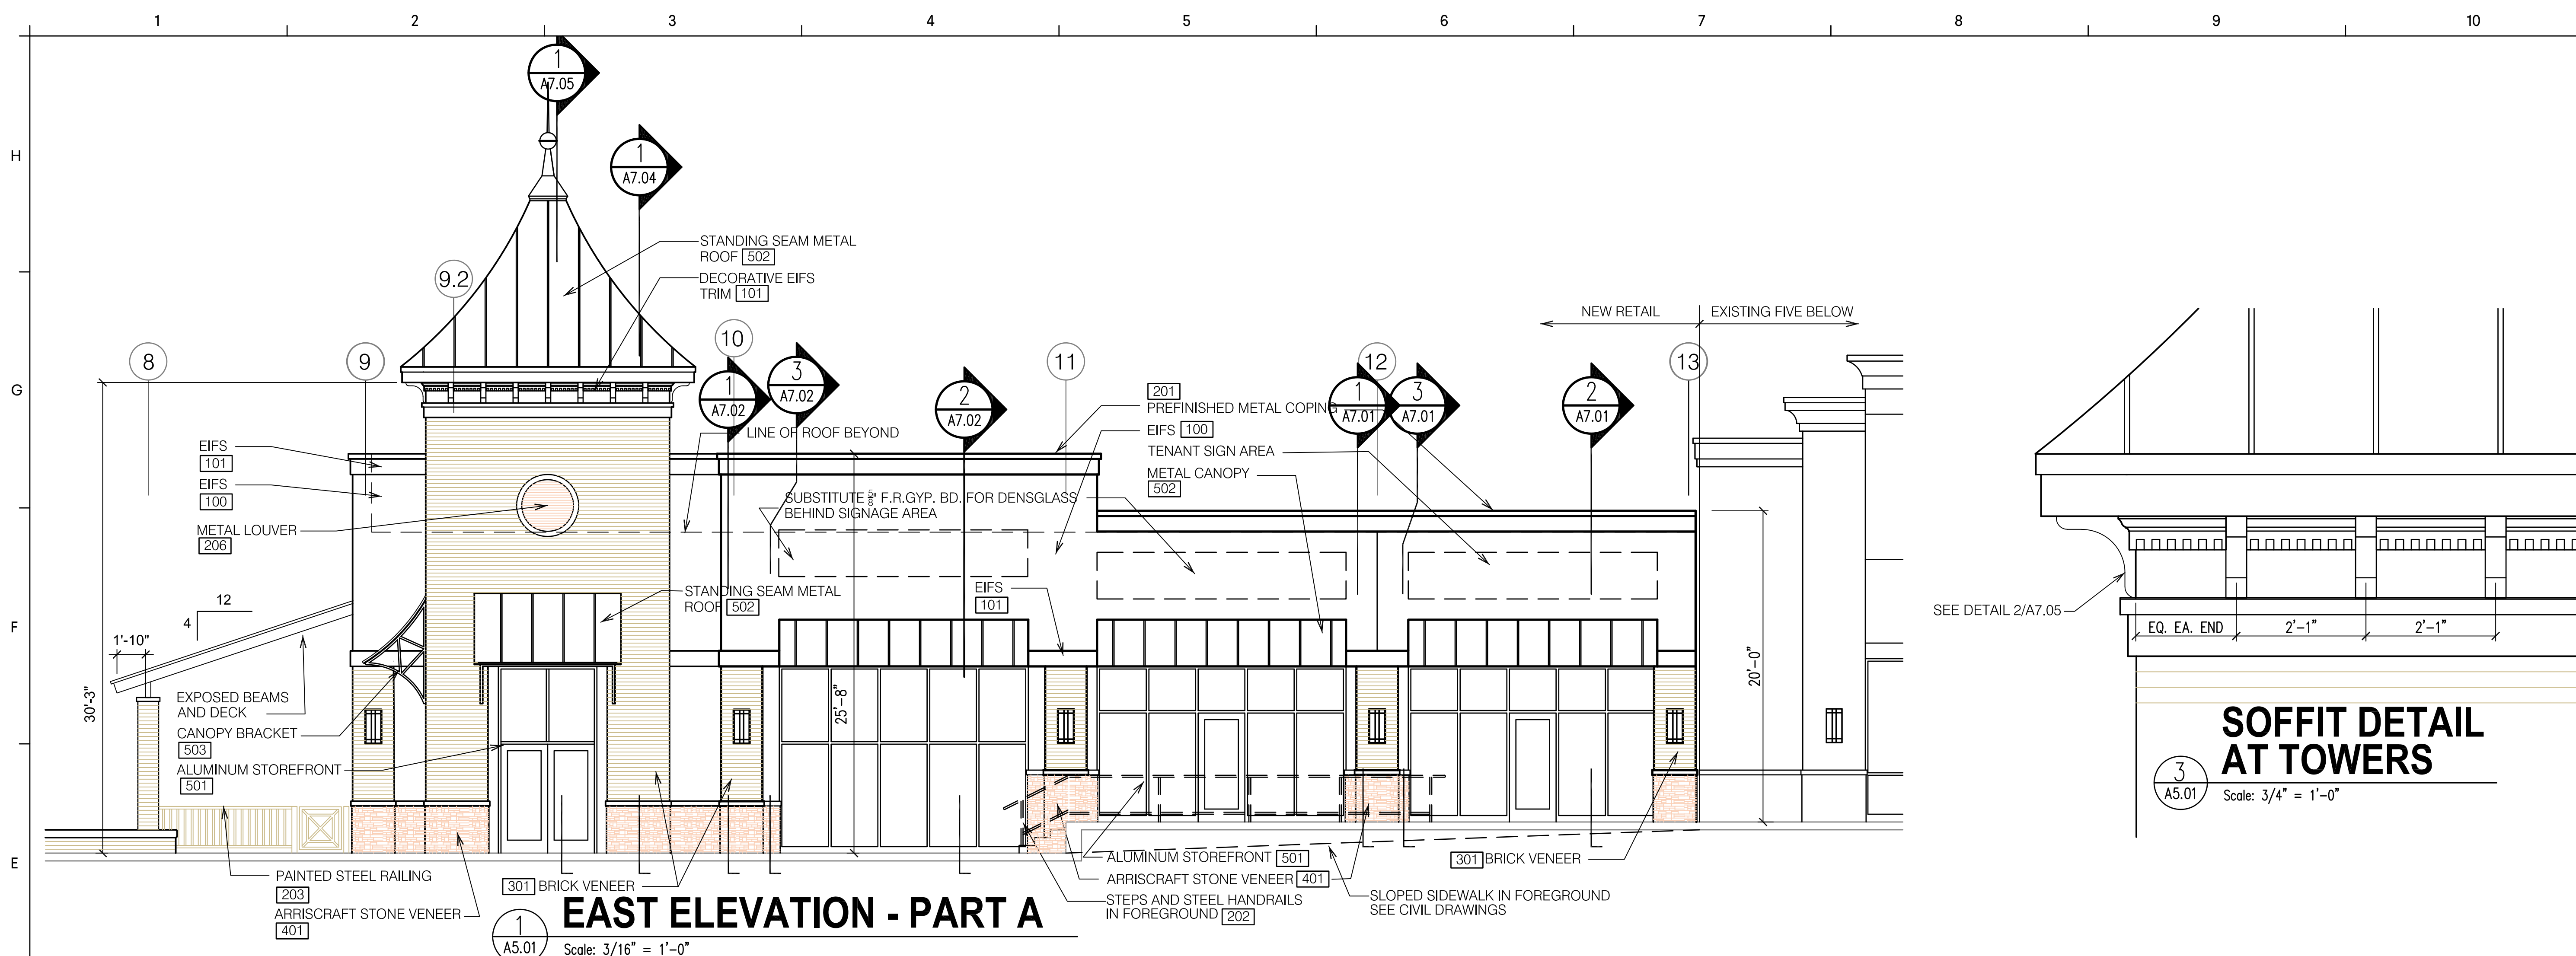 1 2 3 4 5 6 7 8 9 10
H
G
F
E
1
A7.05
1
A7.04
STANDING SEAM METAL
ROOF 502
DECORATIVE EIFS
TRIM 101
9.2
8
9
10
11
12
13
NEW RETAIL
EXISTING FIVE BELOW
1
A7.02
3
A7.02
2
A7.02
1
A7.01
3
A7.01
2
A7.01
201
PREFINISHED METAL COPING
EIFS 100
TENANT SIGN AREA
METAL CANOPY
502
LINE OF ROOF BEYOND
EIFS
101
EIFS
100
METAL LOUVER
206
SUBSTITUTE 5/8" F.R.GYP. BD. FOR DENSGLASS
BEHIND SIGNAGE AREA
STANDING SEAM METAL
ROOF 502
EIFS
101
12
4
1'-10"
30'-3"
25'-8"
20'-0"
EXPOSED BEAMS
AND DECK
CANOPY BRACKET
503
ALUMINUM STOREFRONT
501
PAINTED STEEL RAILING
203
ARRISCRAFT STONE VENEER
401
301 BRICK VENEER
ALUMINUM STOREFRONT 501
ARRISCRAFT STONE VENEER 401
STEPS AND STEEL HANDRAILS
IN FOREGROUND 202
301 BRICK VENEER
SLOPED SIDEWALK IN FOREGROUND
SEE CIVIL DRAWINGS
1
A5.01
EAST ELEVATION - PART A
Scale: 3/16" = 1'-0"
SEE DETAIL 2/A7.05
EQ. EA. END
2'-1"
2'-1"
3
A5.01
SOFFIT DETAIL
AT TOWERS
Scale: 3/4" = 1'-0"